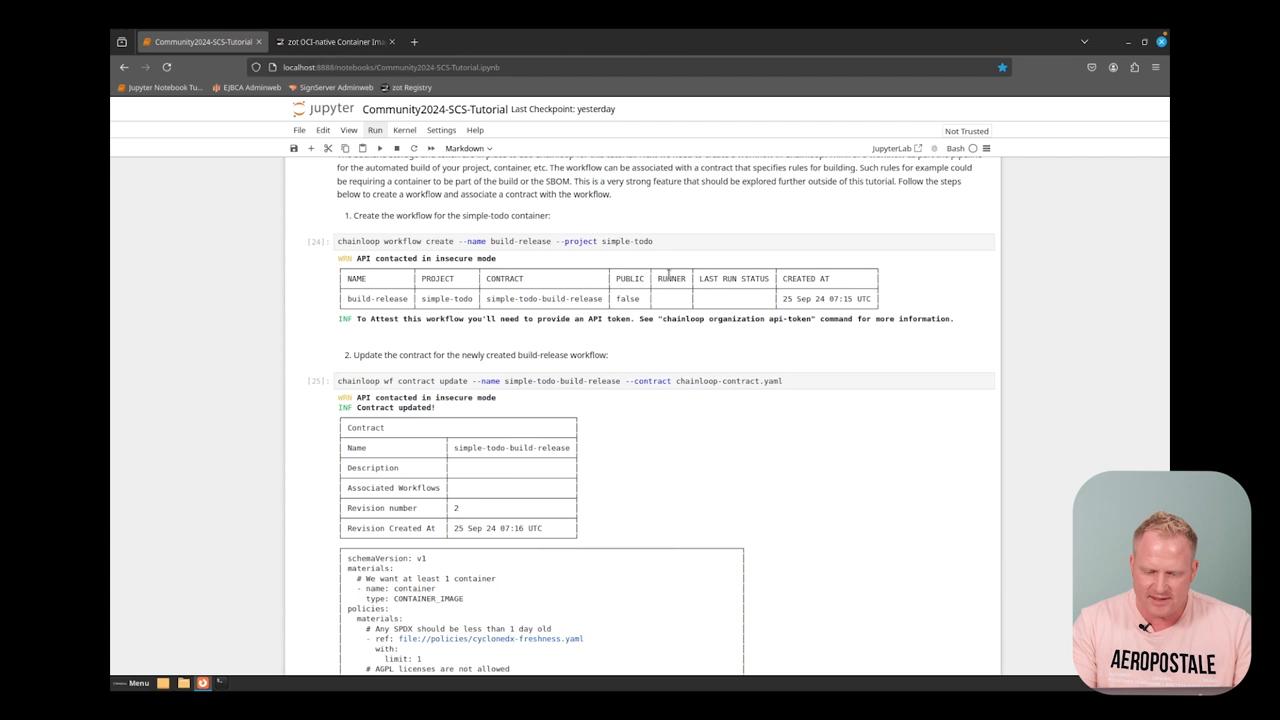 Community2024-SCS-Tutorial
zot OCI-native Container Ima
localhost:8888/notebooks/Community2024-SCS-Tutorial.ipynb
Jupyter Notebook Tu...
EJBCA Adminweb
SignServer Adminweb
zot Registry
jupyter Community2024-SCS-Tutorial Last Checkpoint: yesterday
File Edit View Run Kernel Settings Help
Not Trusted
Markdown
JupyterLab
Bash
for the automated build of your project, container, etc. The workflow can be associated with a contract that specifies rules for building. Such rules for example could
be requiring a container to be part of the build or the SBOM. This is a very strong feature that should be explored further outside of this tutorial. Follow the steps
below to create a workflow and associate a contract with the workflow.
1. Create the workflow for the simple-todo container:
[24]: chainloop workflow create --name build-release --project simple-todo
WRN API contacted in insecure mode
NAME PROJECT CONTRACT PUBLIC RUNNER LAST RUN STATUS CREATED AT
build-release simple-todo simple-todo-build-release false 25 Sep 24 07:15 UTC
INF To Attest this workflow you'll need to provide an API token. See "chainloop organization api-token" command for more information.
2. Update the contract for the newly created build-release workflow:
[25]: chainloop wf contract update --name simple-todo-build-release --contract chainloop-contract.yaml
WRN API contacted in insecure mode
INF Contract updated!
Contract
Name simple-todo-build-release
Description
Associated Workflows
Revision number 2
Revision Created At 25 Sep 24 07:16 UTC
schemaVersion: v1
materials:
# We want at least 1 container
- name: container
type: CONTAINER_IMAGE
policies:
materials:
# Any SPDX should be less than 1 day old
- ref: file://policies/cyclonedx-freshness.yaml
with:
limit: 1
# AGPL licenses are not allowed
Menu
AEROPOSTALE